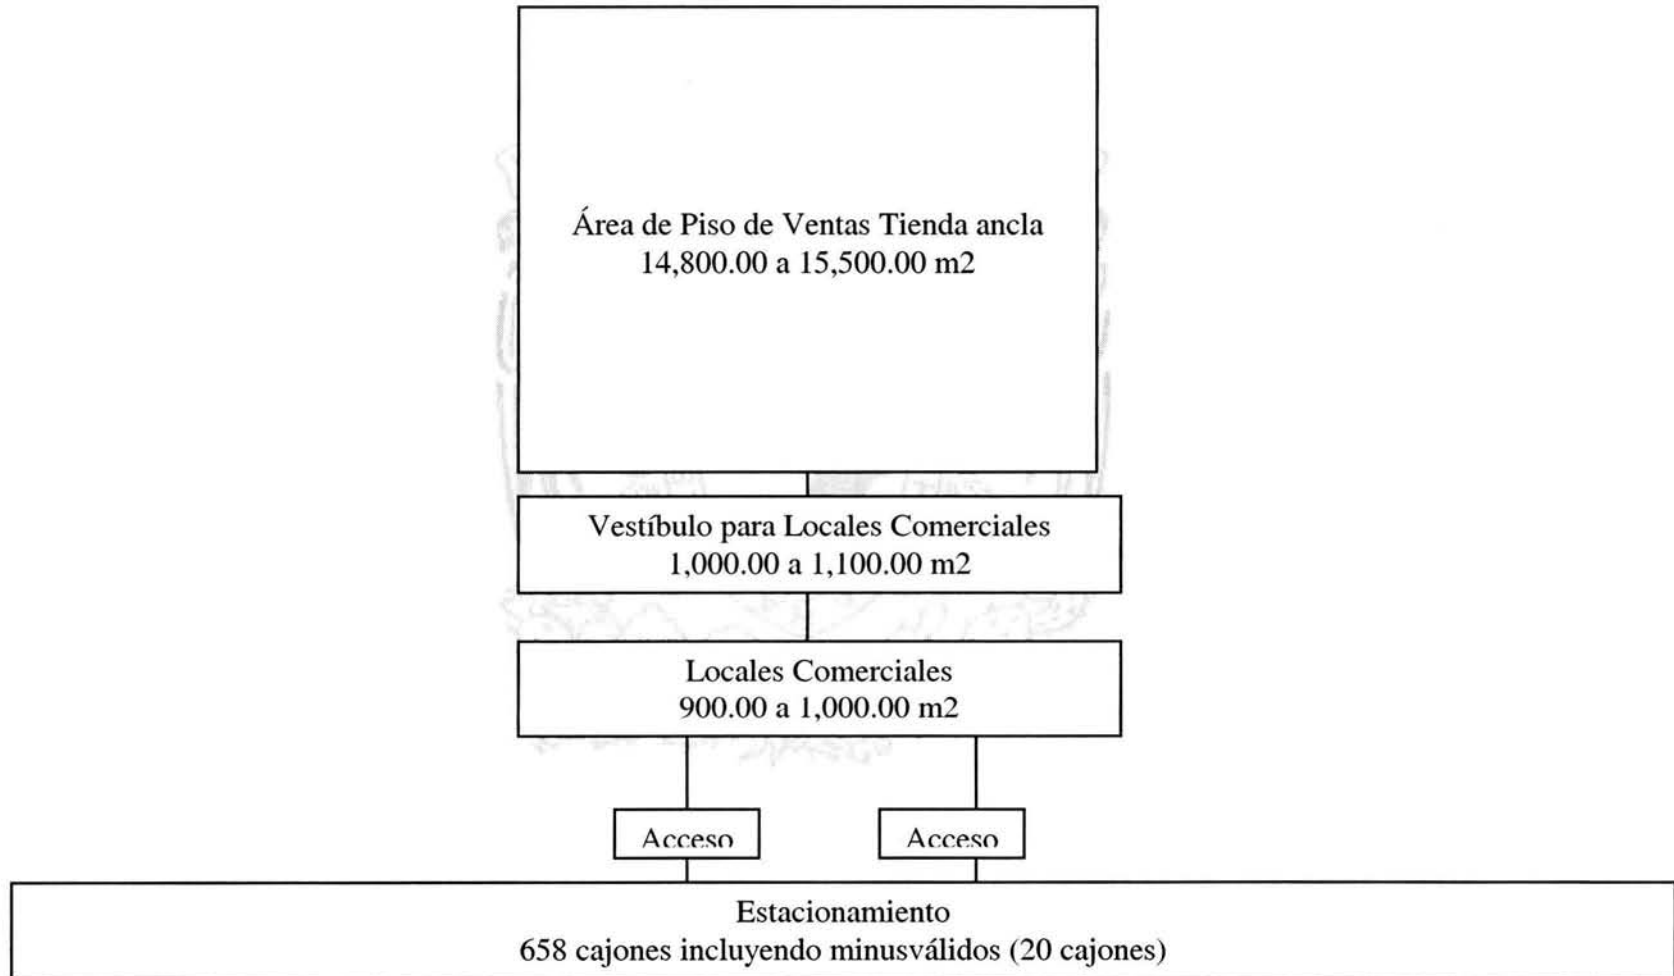 Área de Piso de Ventas Tienda ancla
14,800.00 a 15,500.00 m2
Vestíbulo para Locales Comerciales
1,000.00 a 1,100.00 m2
Locales Comerciales
900.00 a 1,000.00 m2
Acceso Acceso
Estacionamiento
658 cajones incluyendo minusválidos (20 cajones)